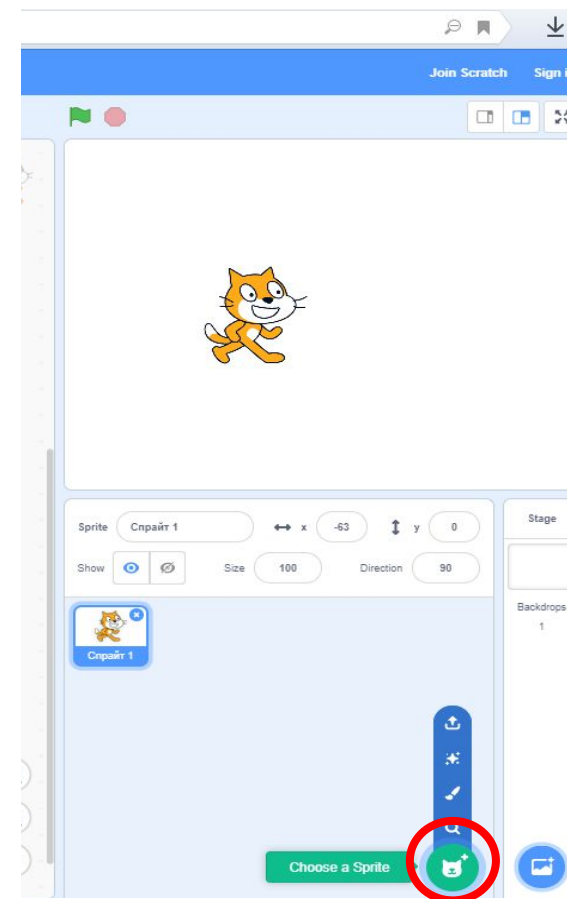 Join Scratch Sign i
Sprite Спрайт 1 x -63 y 0
Stage
Show Size 100 Direction 90
Backdrops
1
Спрайт 1
Choose a Sprite